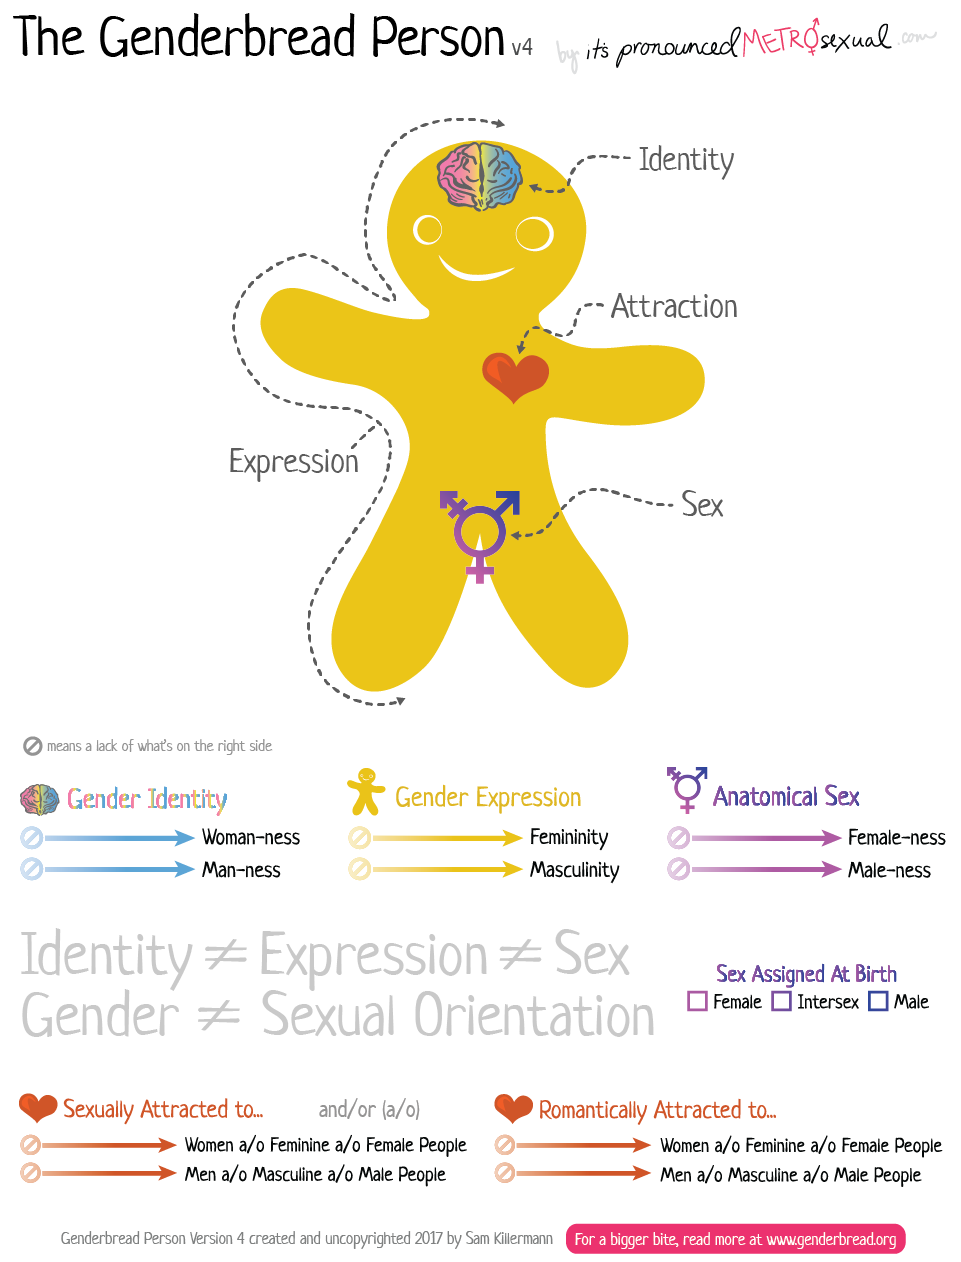 The Genderbread Person v4 by it's pronounced METROsexual.com
Identity
Attraction
Expression
Sex
means a lack of what's on the right side
Gender Identity
Woman-ness
Man-ness
Gender Expression
Femininity
Masculinity
Anatomical Sex
Female-ness
Male-ness
Identity ≠ Expression ≠ Sex
Gender ≠ Sexual Orientation
Sex Assigned At Birth
Female Intersex Male
Sexually Attracted to... and/or (a/o)
Women a/o Feminine a/o Female People
Men a/o Masculine a/o Male People
Romantically Attracted to...
Women a/o Feminine a/o Female People
Men a/o Masculine a/o Male People
Genderbread Person Version 4 created and uncopyrighted 2017 by Sam Killermann
For a bigger bite, read more at www.genderbread.org